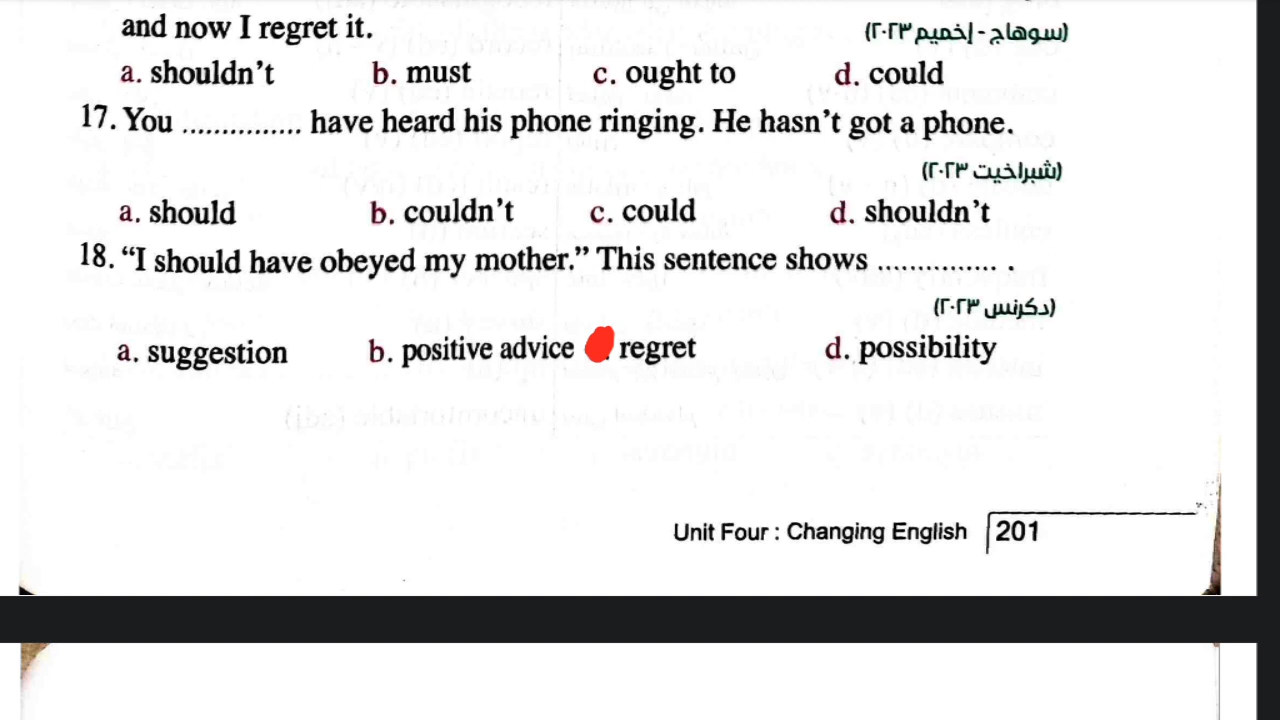 and now I regret it.
(سوهاج - إخميم ٢٠٢٣)
a. shouldn't b. must c. ought to d. could
17. You ............... have heard his phone ringing. He hasn't got a phone.
(شبراخيت ٢٠٢٣)
a. should b. couldn't c. could d. shouldn't
18. “I should have obeyed my mother.” This sentence shows ............... .
(دكرنس ٢٠٢٣)
a. suggestion b. positive advice . regret d. possibility
Unit Four : Changing English 201